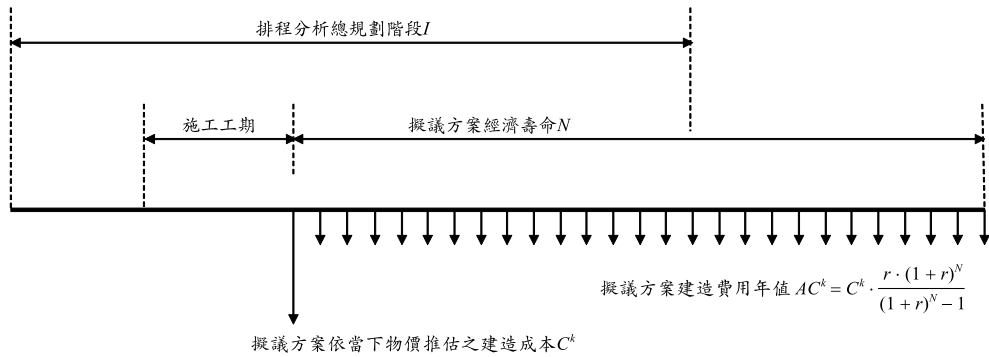 排程分析總規劃階段I
施工工期
擬議方案經濟壽命N
擬議方案建造費用年值 AC^k = C^k · \frac{r · (1 + r)^N}{(1 + r)^N − 1}
擬議方案依當下物價推估之建造成本C^k